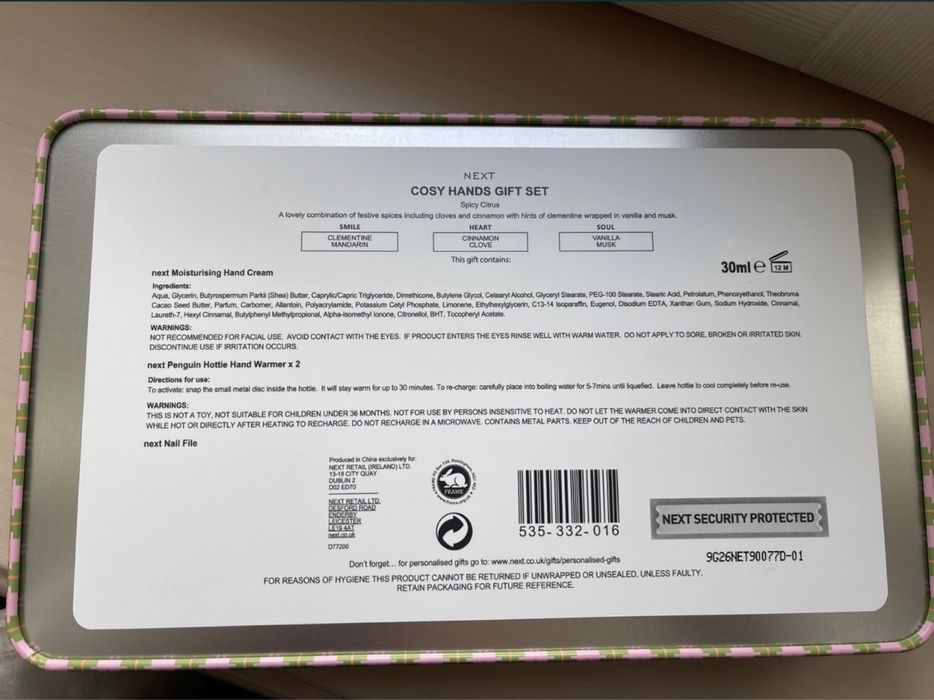 NEXT
COSY HANDS GIFT SET
Spicy Citrus
A lovely combination of festive spices including cloves and cinnamon with hints of clementine wrapped in vanilla and musk.
SMILE HEART SOUL
CLEMENTINE CINNAMON VANILLA
MANDARIN CLOVE MUSK
This gift contains:
30ml e 12 M
next Moisturising Hand Cream
Ingredients:
Aqua, Glycerin, Butyrospermum Parkii (Shea) Butter, Caprylic/Capric Triglyceride, Dimethicone, Butylene Glycol, Cetearyl Alcohol, Glyceryl Stearate, PEG-100 Stearate, Stearic Acid, Petrolatum, Phenoxyethanol, Theobroma
Cacao Seed Butter, Parfum, Carbomer, Allantoin, Polyacrylamide, Potassium Cetyl Phosphate, Limonene, Ethylhexylglycerin, C13-14 Isoparaffin, Eugenol, Disodium EDTA, Xanthan Gum, Sodium Hydroxide, Cinnamal,
Laureth-7, Hexyl Cinnamal, Butylphenyl Methylpropional, Alpha-Isomethyl Ionone, Citronellol, BHT, Tocopheryl Acetate.
WARNINGS:
NOT RECOMMENDED FOR FACIAL USE. AVOID CONTACT WITH THE EYES. IF PRODUCT ENTERS THE EYES RINSE WELL WITH WARM WATER. DO NOT APPLY TO SORE, BROKEN OR IRRITATED SKIN.
DISCONTINUE USE IF IRRITATION OCCURS.
next Penguin Hottie Hand Warmer x 2
Directions for use:
To activate: snap the small metal disc inside the hottie. It will stay warm for up to 30 minutes. To re-charge: carefully place into boiling water for 5-7mins until liquefied. Leave hottie to cool completely before re-use.
WARNINGS:
THIS IS NOT A TOY, NOT SUITABLE FOR CHILDREN UNDER 36 MONTHS. NOT FOR USE BY PERSONS INSENSITIVE TO HEAT. DO NOT LET THE WARMER COME INTO DIRECT CONTACT WITH THE SKIN
WHILE HOT OR DIRECTLY AFTER HEATING TO RECHARGE. DO NOT RECHARGE IN A MICROWAVE. CONTAINS METAL PARTS. KEEP OUT OF THE REACH OF CHILDREN AND PETS.
next Nail File
Produced in China exclusively for:
NEXT RETAIL (IRELAND) LTD.
13-18 CITY QUAY
DUBLIN 2
D02 ED70
NEXT RETAIL LTD.
DESFORD ROAD
ENDERBY
LEICESTER
LE19 4AT
next.co.uk
D77200
FRAME
535-332-016
NEXT SECURITY PROTECTED
9G26NET90077D-01
Don't forget... for personalised gifts go to: www.next.co.uk/gifts/personalised-gifts
FOR REASONS OF HYGIENE THIS PRODUCT CANNOT BE RETURNED IF UNWRAPPED OR UNSEALED, UNLESS FAULTY.
RETAIN PACKAGING FOR FUTURE REFERENCE.